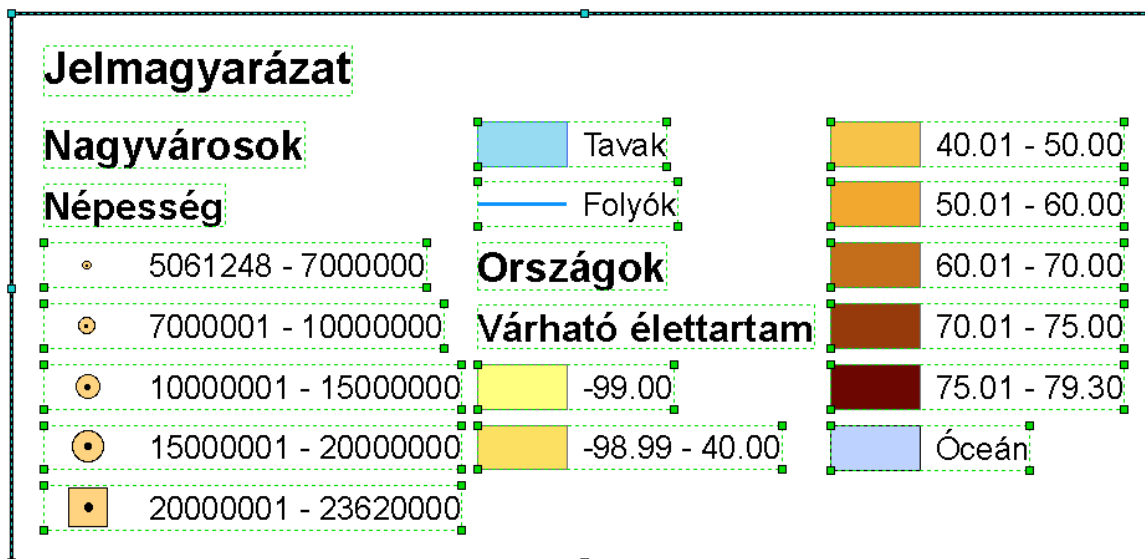 Jelmagyarázat
Nagyvárosok
Népesség
5061248 - 7000000
7000001 - 10000000
10000001 - 15000000
15000001 - 20000000
20000001 - 23620000
Tavak
Folyók
Országok
Várható élettartam
-99.00
-98.99 - 40.00
40.01 - 50.00
50.01 - 60.00
60.01 - 70.00
70.01 - 75.00
75.01 - 79.30
Óceán